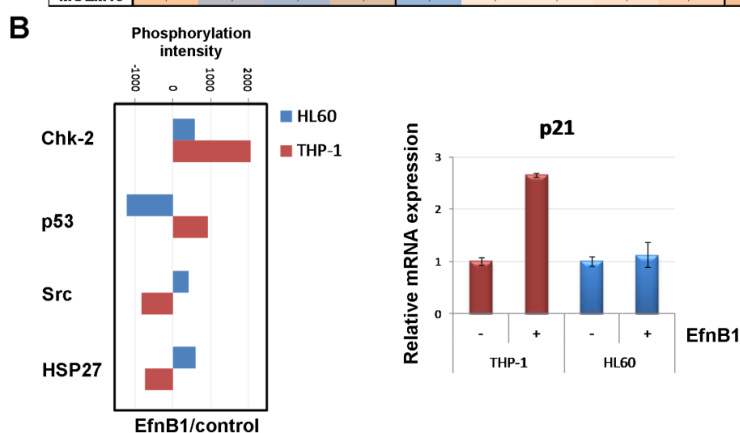 B
Phosphorylation
intensity
-1000 0 1000 2000
HL60
THP-1
Chk-2
p53
Src
HSP27
EfnB1/control
p21
Relative mRNA expression
3
2
1
0
- + - + EfnB1
THP-1 HL60